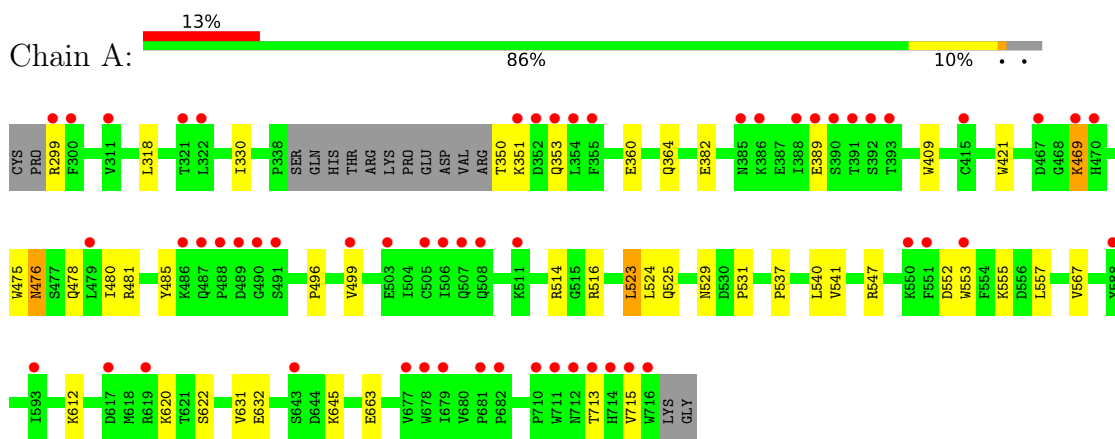 13%
Chain A:
86% 10% • •
CYS PRO R299 F300 V311 L318 T321 L322 I330 P338 SER GLN HIS THR ARG LYS PRO GLU ASP VAL ARG T350 K351 D352 Q353 L354 F355 E360 Q364 E382 N385 K386 E387 I388 E389 S390 T391 S392 T393 W409 C415 W421 D467 G468 K469 H470
W475 N476 S477 Q478 L479 I480 R481 Y485 K486 Q487 P488 D489 G490 S491 P496 V499 E503 I504 C505 I506 Q507 Q508 K511 R514 G515 R516 L523 L524 Q525 N529 D530 P531 P537 L540 V541 R547 K550 F551 D552 W553 F554 K555 D556 L557 V567
I593 K612 D617 M618 R619 K620 T621 S622 V631 E632 S643 D644 K645 E663 V677 W678 I679 V680 P681 P682 P710 W711 N712 T713 H714 V715 W716 LYS GLY